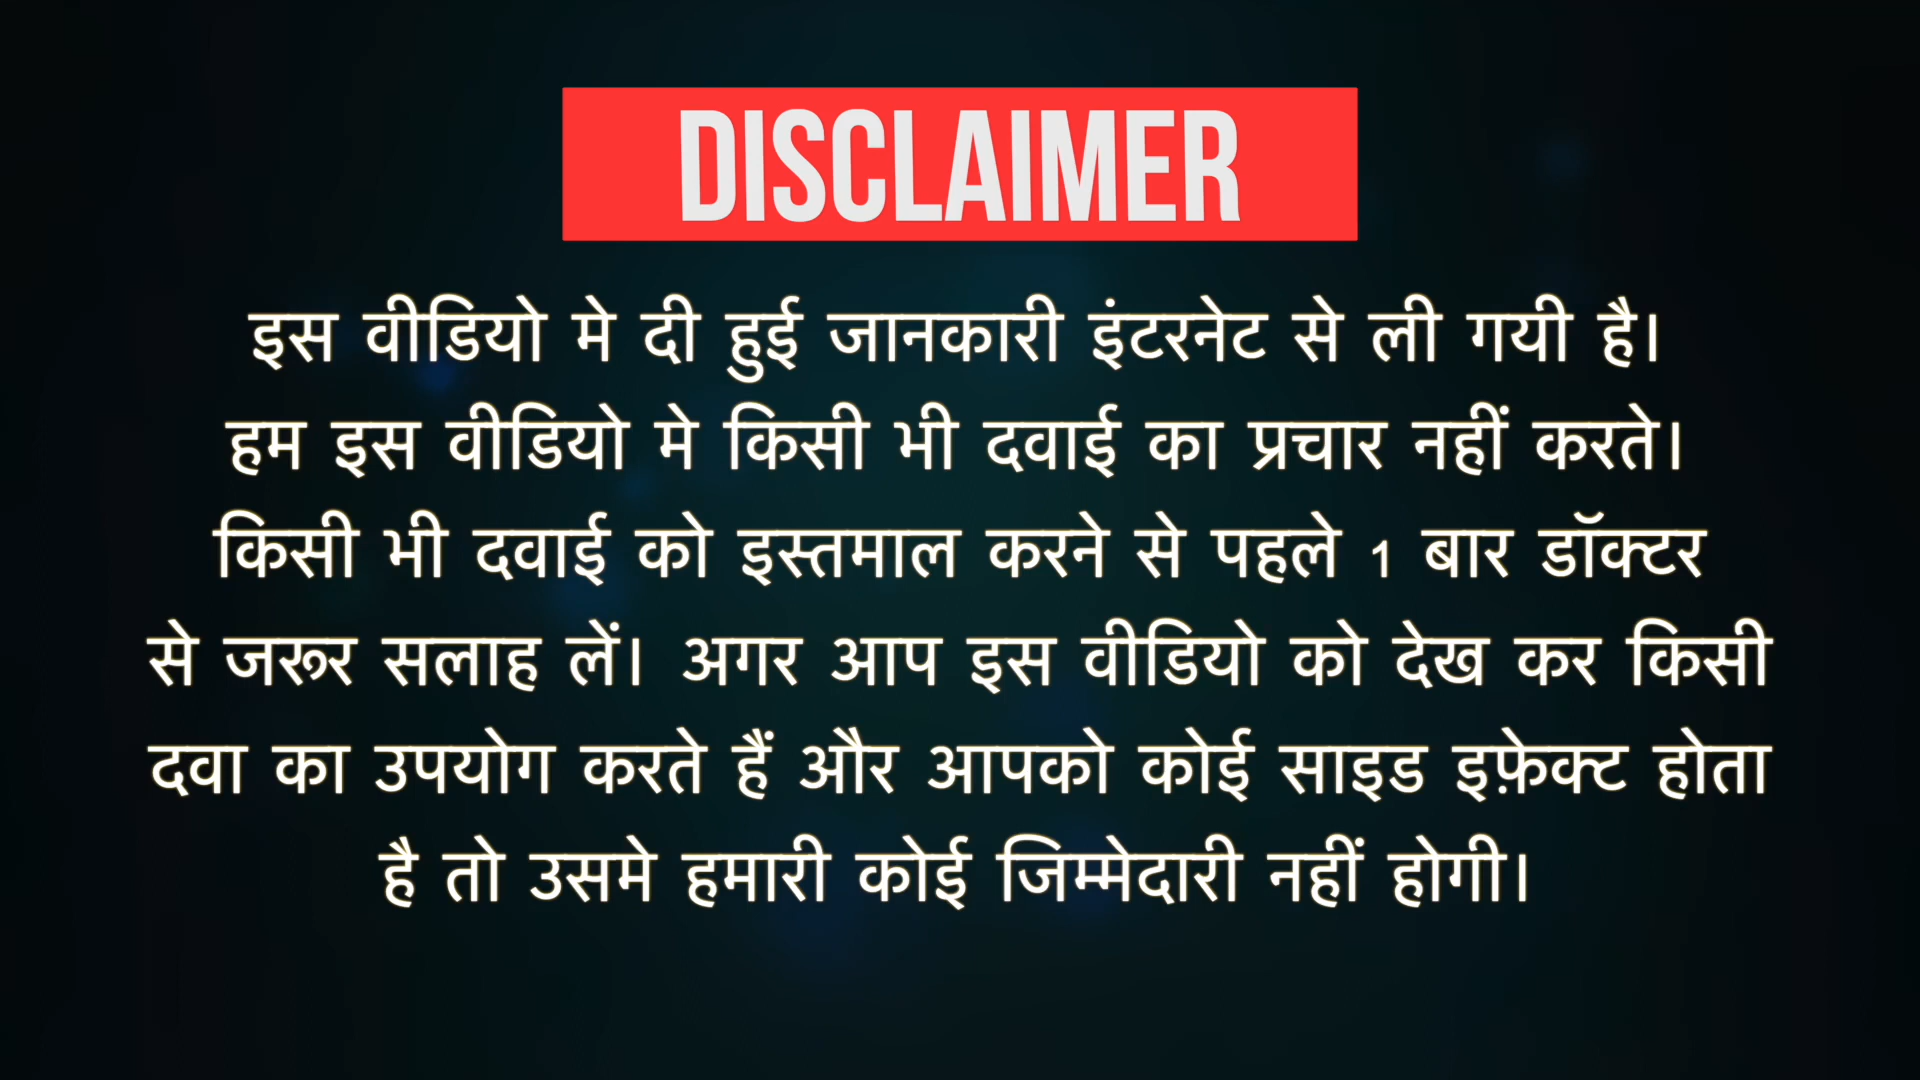 DISCLAIMER
इस वीडियो मे दी हुई जानकारी इंटरनेट से ली गयी है।
हम इस वीडियो मे किसी भी दवाई का प्रचार नहीं करते।
किसी भी दवाई को इस्तमाल करने से पहले 1 बार डॉक्टर
से जरूर सलाह लें। अगर आप इस वीडियो को देख कर किसी
दवा का उपयोग करते हैं और आपको कोई साइड इफ़ेक्ट होता
है तो उसमे हमारी कोई जिम्मेदारी नहीं होगी।